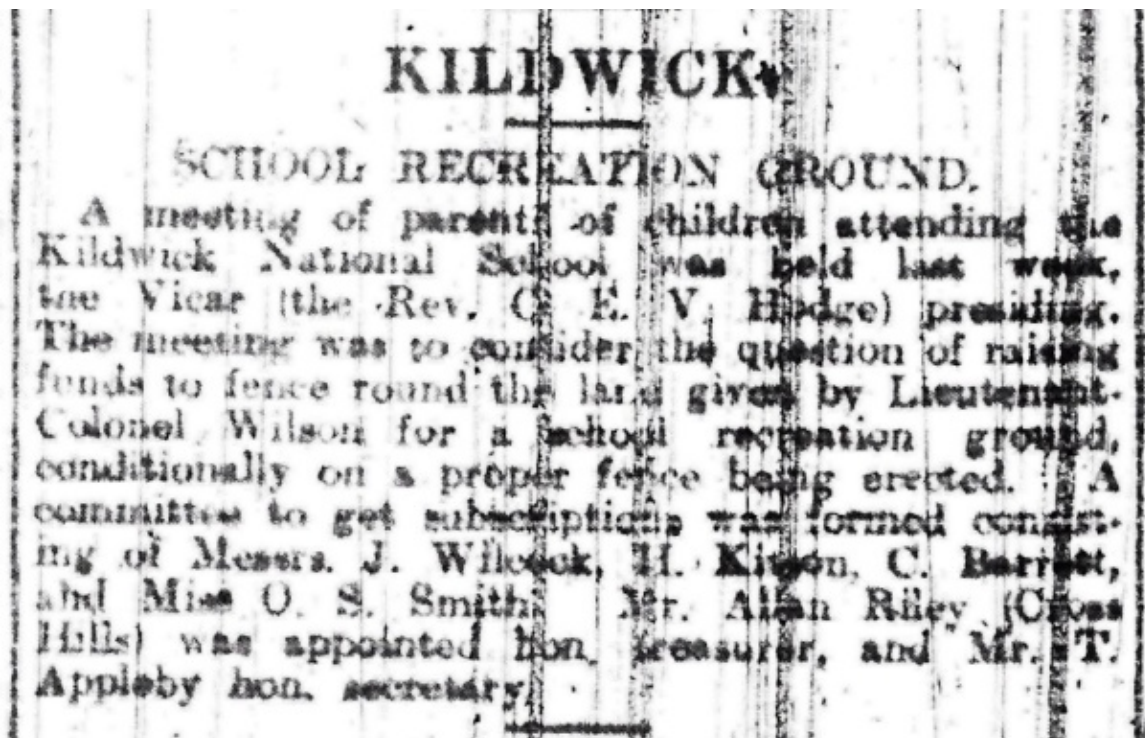 KILDWICK.
SCHOOL RECREATION GROUND.
A meeting of parents of children attending the
Kildwick National School was held last week,
the Vicar (the Rev. C. E. V. Hodge) presiding.
The meeting was to consider the question of raising
funds to fence round the land given by Lieutenant-
Colonel Wilson for a school recreation ground,
conditionally on a proper fence being erected. A
committee to get subscriptions was formed consist-
ing of Messrs. J. Wilcock, H. Kitson, C. Barrett,
and Miss O. S. Smith. Mr. Allan Riley (Cross
Hills) was appointed hon. treasurer, and Mr. T.
Appleby hon. secretary.